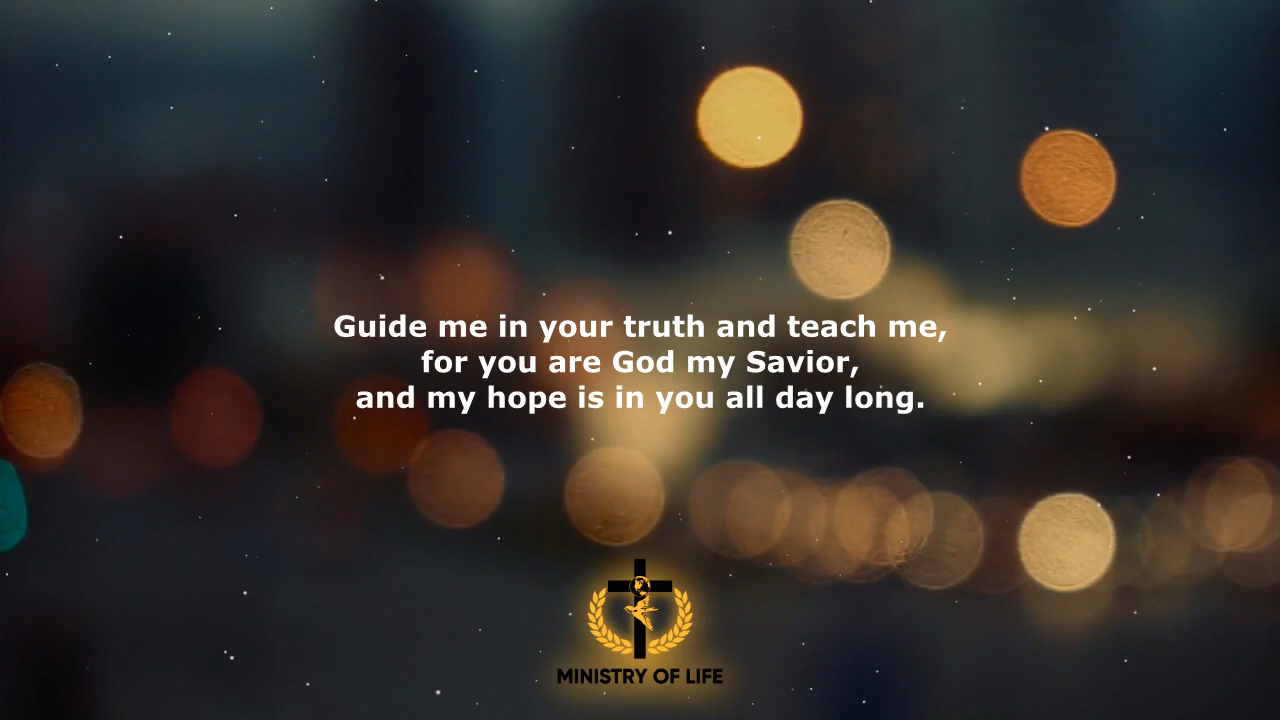 Guide me in your truth and teach me,
for you are God my Savior,
and my hope is in you all day long.
MINISTRY OF LIFE